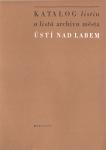 KATALOG listin
a listů archivu města
ÚSTÍ NAD LABEM